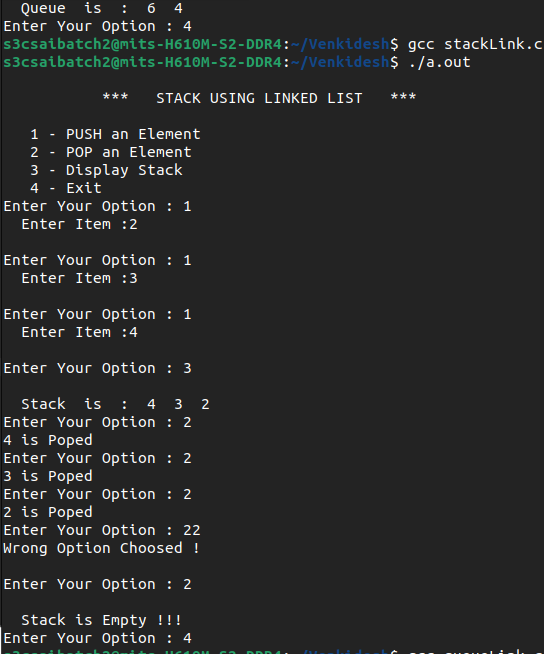 Queue is : 6 4
Enter Your Option : 4
s3csaibatch2@mits-H610M-S2-DDR4:~/Venkidesh$ gcc stackLink.c
s3csaibatch2@mits-H610M-S2-DDR4:~/Venkidesh$ ./a.out
*** STACK USING LINKED LIST ***
1 - PUSH an Element
2 - POP an Element
3 - Display Stack
4 - Exit
Enter Your Option : 1
Enter Item :2
Enter Your Option : 1
Enter Item :3
Enter Your Option : 1
Enter Item :4
Enter Your Option : 3
Stack is : 4 3 2
Enter Your Option : 2
4 is Poped
Enter Your Option : 2
3 is Poped
Enter Your Option : 2
2 is Poped
Enter Your Option : 22
Wrong Option Choosed !
Enter Your Option : 2
Stack is Empty !!!
Enter Your Option : 4